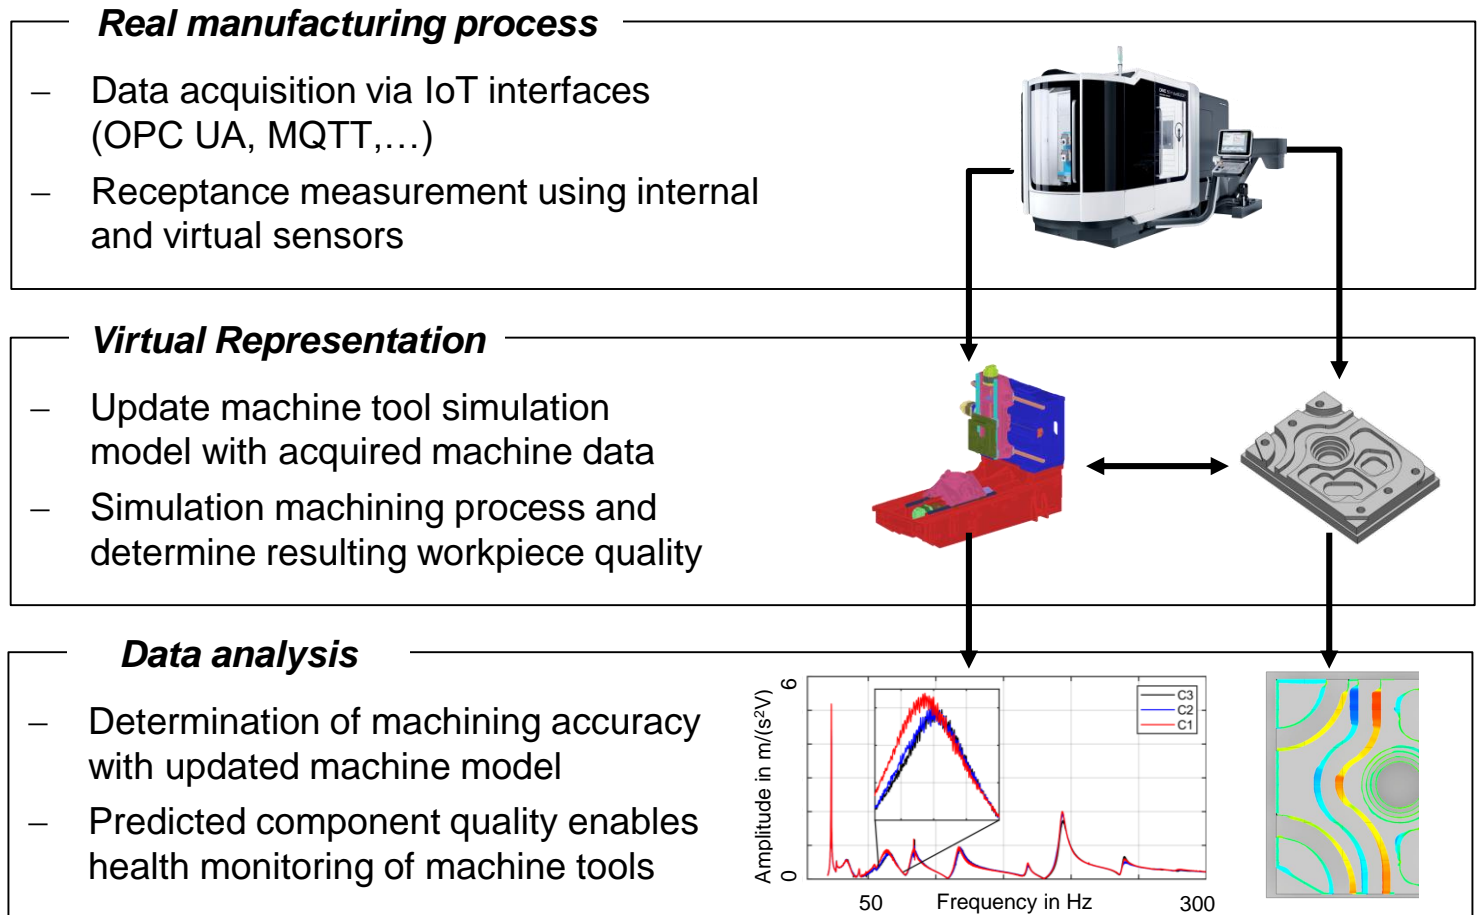 Real manufacturing process
– Data acquisition via IoT interfaces
(OPC UA, MQTT,…)
– Receptance measurement using internal
and virtual sensors
Virtual Representation
– Update machine tool simulation
model with acquired machine data
– Simulation machining process and
determine resulting workpiece quality
Data analysis
– Determination of machining accuracy
with updated machine model
– Predicted component quality enables
health monitoring of machine tools
Amplitude in m/(s²V)
6
0
C3
C2
C1
50
Frequency in Hz
300